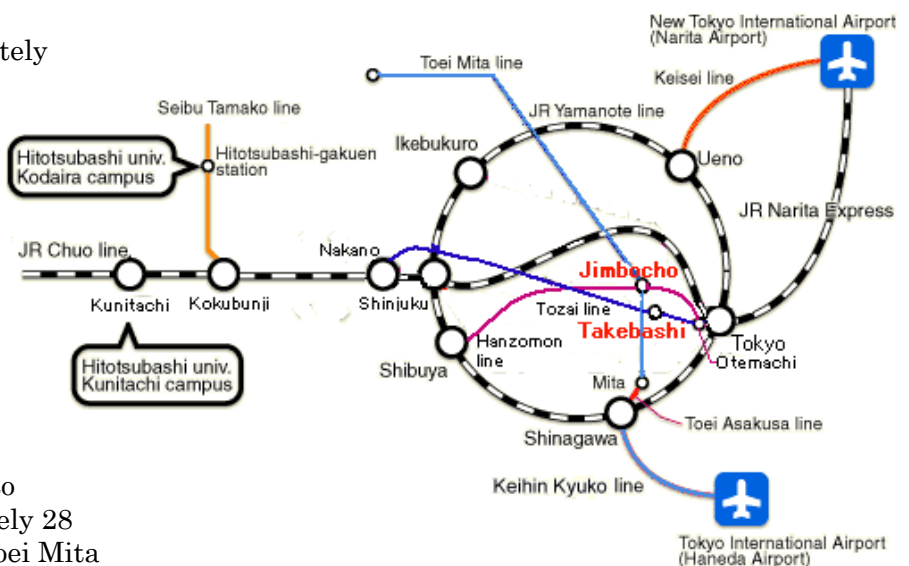 tely
New Tokyo International Airport
(Narita Airport)
Toei Mita line
Keisei line
Seibu Tamako line
JR Yamanote line
Ikebukuro
Hitotsubashi univ.
Kodaira campus
Hitotsubashi-gakuen
station
Ueno
JR Narita Express
JR Chuo line
Nakano
Jimbocho
Kunitachi
Kokubunji
Shinjuku
Tozai line
Takebashi
Tokyo
Hanzomon
line
Otemachi
Hitotsubashi univ.
Kunitachi campus
Shibuya
Mita
Toei Asakusa line
Shinagawa
Keihin Kyuko line
o
ely 28
oei Mita
Tokyo International Airport
(Haneda Airport)